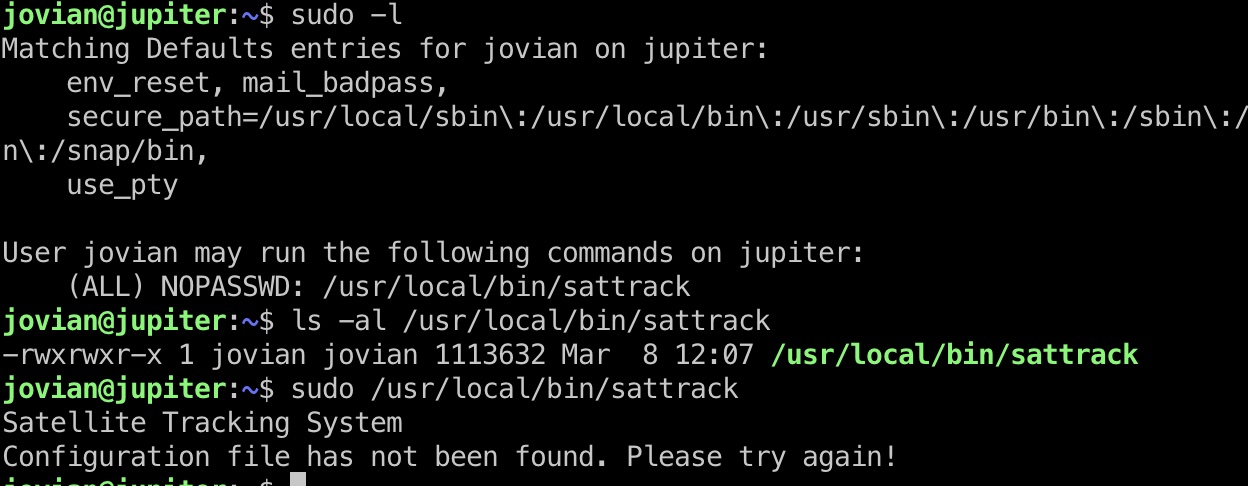 jovian@jupiter:~$ sudo -l
Matching Defaults entries for jovian on jupiter:
    env_reset, mail_badpass,
    secure_path=/usr/local/sbin\:/usr/local/bin\:/usr/sbin\:/usr/bin\:/sbin\:/
n\:/snap/bin,
    use_pty

User jovian may run the following commands on jupiter:
    (ALL) NOPASSWD: /usr/local/bin/sattrack
jovian@jupiter:~$ ls -al /usr/local/bin/sattrack
-rwxrwxr-x 1 jovian jovian 1113632 Mar  8 12:07 /usr/local/bin/sattrack
jovian@jupiter:~$ sudo /usr/local/bin/sattrack
Satellite Tracking System
Configuration file has not been found. Please try again!